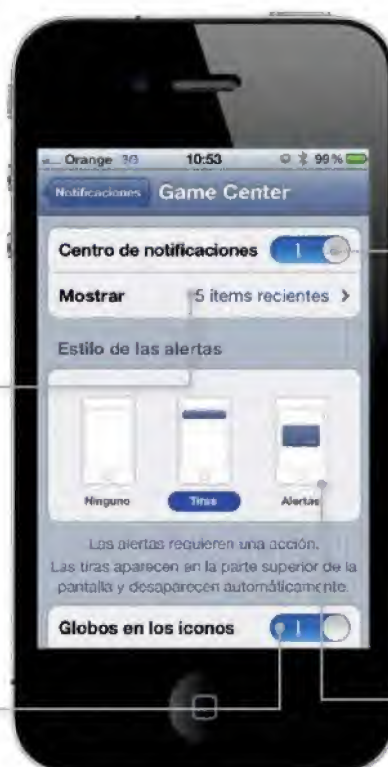 Orange 3G 10:53 99%
Notificaciones Game Center
Centro de notificaciones
Mostrar 5 items recientes >
Estilo de las alertas
Ninguno Tiras Alertas
Las alertas requieren una acción.
Las tiras aparecen en la parte superior de la
pantalla y desaparecen automáticamente.
Globos en los iconos